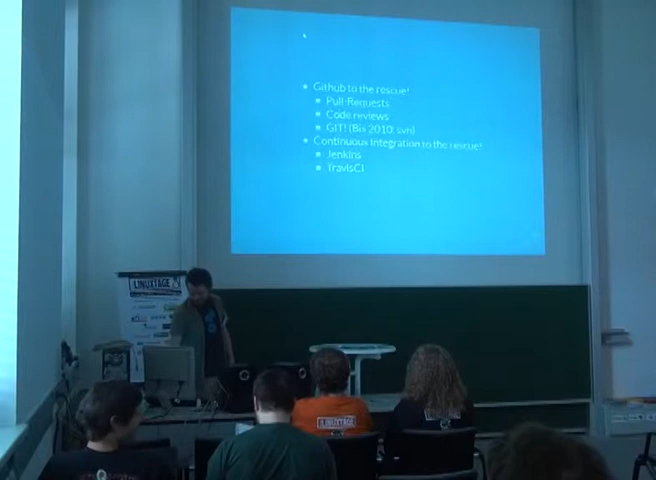 Github to the rescue!
Pull-Requests
Code reviews
GIT! (Bis 2010: svn)
Continuous Integration to the rescue!
Jenkins
TravisCI
LINUXTAGE
LINUXTAGE